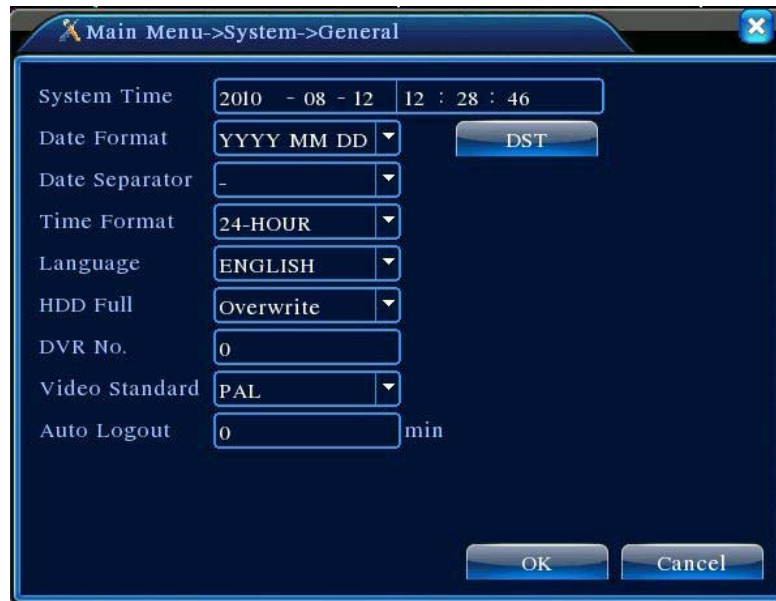 Main Menu->System->General
System Time 2010 - 08 - 12 12 : 28 : 46
Date Format YYYY MM DD DST
Date Separator -
Time Format 24-HOUR
Language ENGLISH
HDD Full Overwrite
DVR No. 0
Video Standard PAL
Auto Logout 0 min
OK Cancel